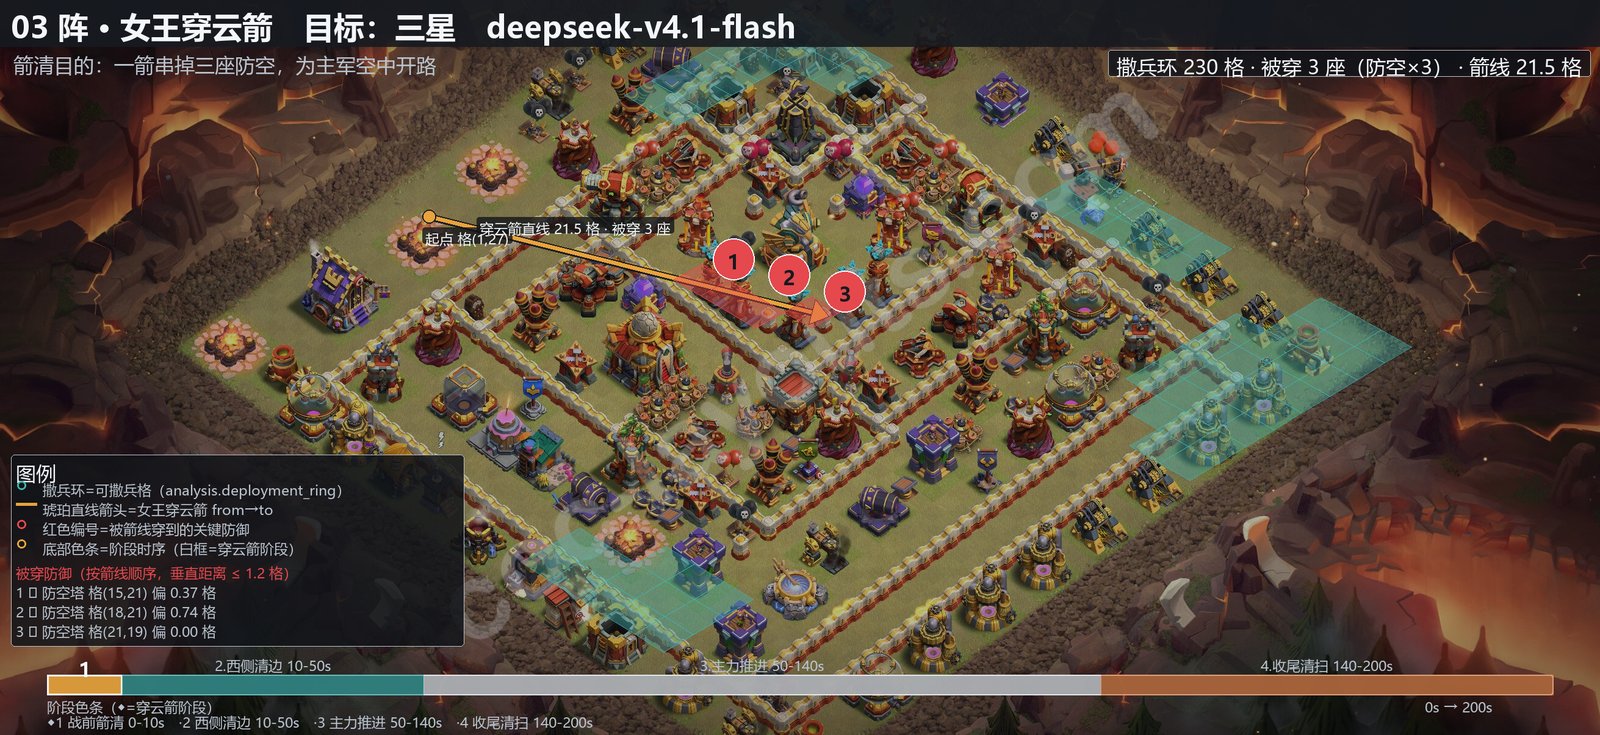 03 阵 · 女王穿云箭 目标：三星 deepseek-v4.1-flash
箭清目的：一箭串掉三座防空，为主军空中开路
撒兵环 230 格 · 被穿 3 座（防空×3） · 箭线 21.5 格
穿云箭直线 21.5 格 · 被穿 3 座
起点 格(1,27)
1
2
3
图例
撒兵环=可撒兵格（analysis.deployment_ring）
琥珀直线箭头=女王穿云箭 from→to
红色编号=被箭线穿到的关键防御
底部色条=阶段时序（白框=穿云箭阶段）
被穿防御（按箭线顺序，垂直距离 ≤ 1.2 格）
1 防空塔 格(15,21) 偏 0.37 格
2 防空塔 格(18,21) 偏 0.74 格
3 防空塔 格(21,19) 偏 0.00 格
1
2.西侧清边 10-50s
3.主力推进 50-140s
4.收尾清扫 140-200s
阶段色条（◆=穿云箭阶段）
0s → 200s
◆1 战前箭清 0-10s ·2 西侧清边 10-50s ·3 主力推进 50-140s ·4 收尾清扫 140-200s